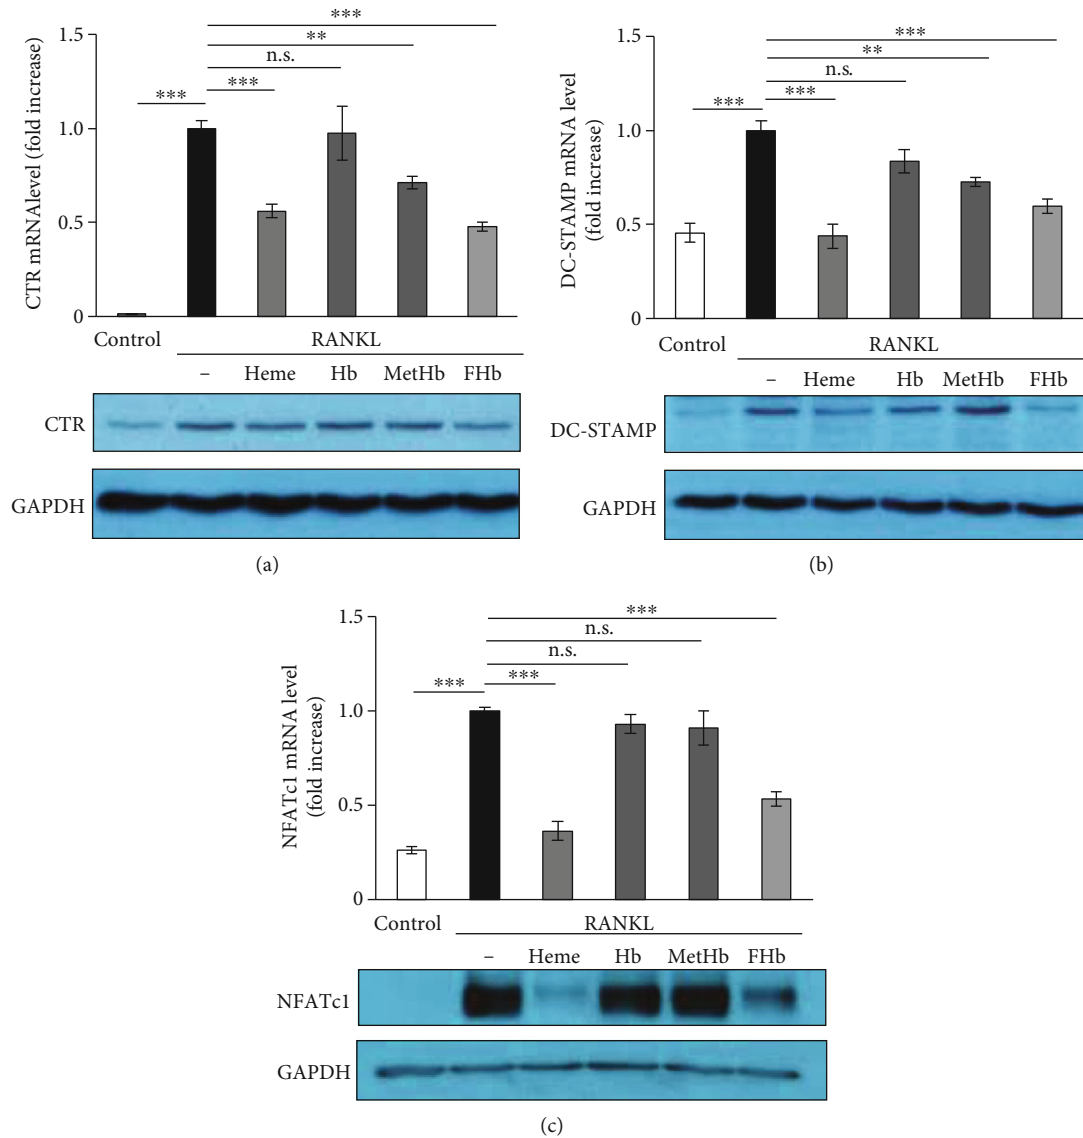 CTR mRNAlevel (fold increase)
1.5
1.0
0.5
0
***
**
n.s.
***
***
Control
RANKL
– Heme Hb MetHb FHb
CTR
GAPDH
(a)
DC-STAMP mRNA level
(fold increase)
1.5
1.0
0.5
0
***
**
n.s.
***
***
Control
RANKL
– Heme Hb MetHb FHb
DC-STAMP
GAPDH
(b)
NFATc1 mRNA level
(fold increase)
1.5
1.0
0.5
0
***
n.s.
n.s.
***
***
Control
RANKL
– Heme Hb MetHb FHb
NFATc1
GAPDH
(c)